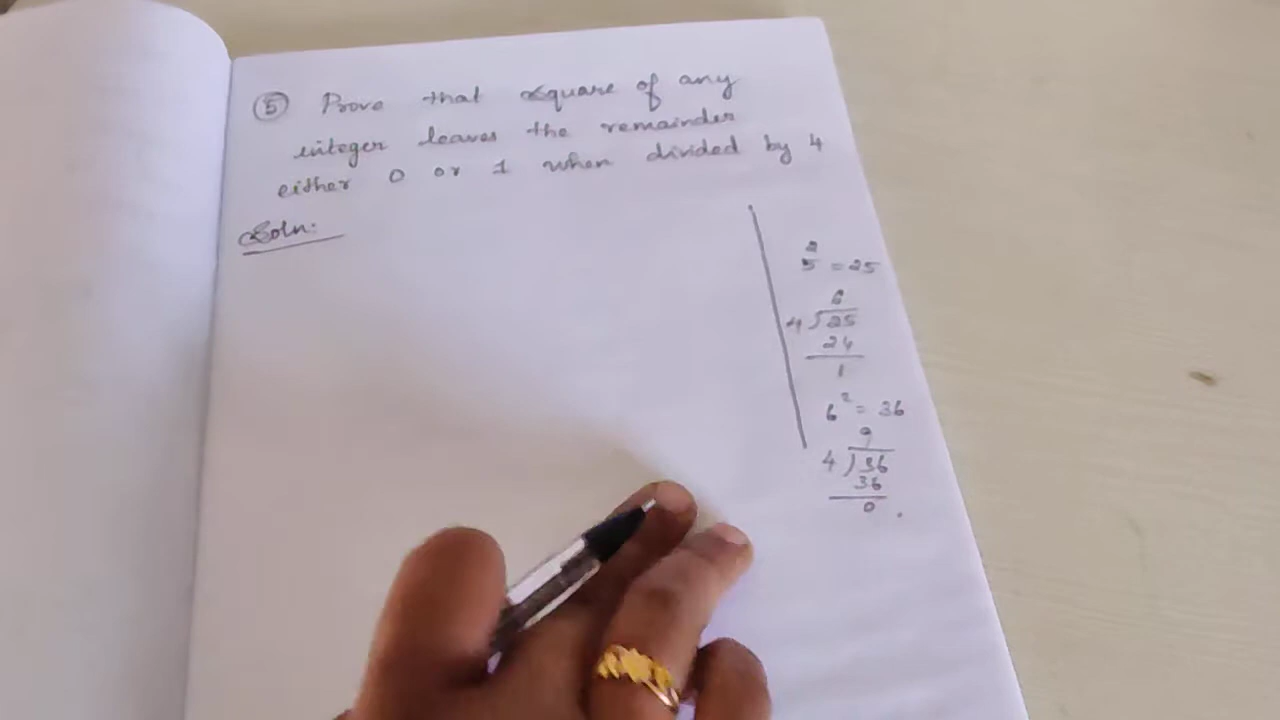 ⑤ Prove that square of any
integer leaves the remainder
either 0 or 1 when divided by 4
Soln:
5² = 25
6
4 ) 25
24
1
6² = 36
9
4 ) 36
36
0 .